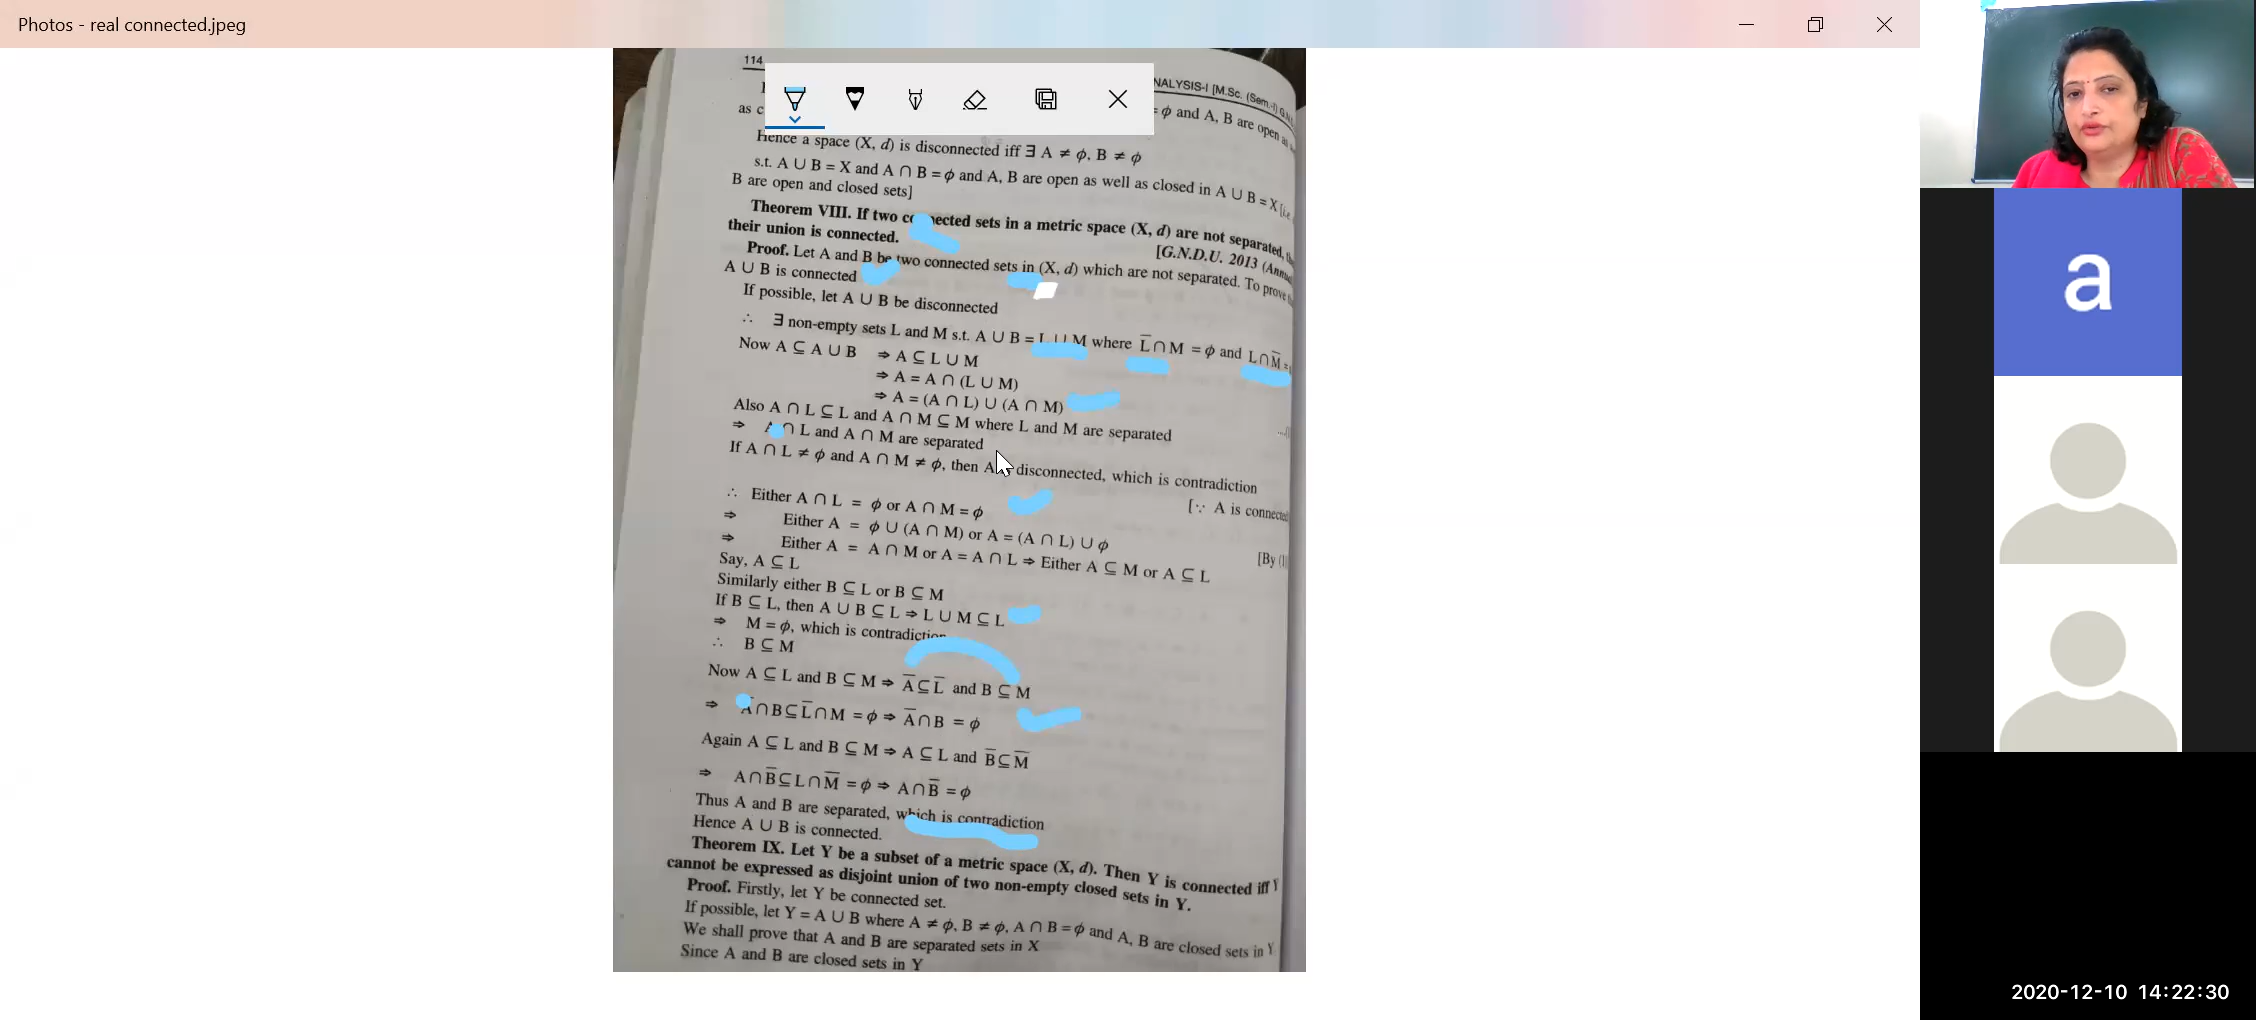 Photos - real connected.jpeg
114
NALYSIS-I [M.Sc. (Sem.-I) G.N.
as c
= ϕ and A, B are open as
Hence a space (X, d) is disconnected iff ∃ A ≠ ϕ, B ≠ ϕ
s.t. A ∪ B = X and A ∩ B = ϕ and A, B are open as well as closed in A ∪ B = X [i.e.
B are open and closed sets]
Theorem VIII. If two connected sets in a metric space (X, d) are not separated,
their union is connected.
[G.N.D.U. 2013 (Annu
Proof. Let A and B be two connected sets in (X, d) which are not separated. To prove
A ∪ B is connected
If possible, let A ∪ B be disconnected
∴ ∃ non-empty sets L and M s.t. A ∪ B = L ∪ M where L̅ ∩ M = ϕ and L ∩ M̅ =
Now A ⊆ A ∪ B ⇒ A ⊆ L ∪ M
⇒ A = A ∩ (L ∪ M)
⇒ A = (A ∩ L) ∪ (A ∩ M)
Also A ∩ L ⊆ L and A ∩ M ⊆ M where L and M are separated
⇒ A ∩ L and A ∩ M are separated
If A ∩ L ≠ ϕ and A ∩ M ≠ ϕ, then A disconnected, which is contradiction
[∵ A is connected
∴ Either A ∩ L = ϕ or A ∩ M = ϕ
⇒ Either A = ϕ ∪ (A ∩ M) or A = (A ∩ L) ∪ ϕ
[By (1)
⇒ Either A = A ∩ M or A = A ∩ L ⇒ Either A ⊆ M or A ⊆ L
Say, A ⊆ L
Similarly either B ⊆ L or B ⊆ M
If B ⊆ L, then A ∪ B ⊆ L ⇒ L ∪ M ⊆ L
⇒ M = ϕ, which is contradiction
∴ B ⊆ M
Now A ⊆ L and B ⊆ M ⇒ A̅ ⊆ L̅ and B ⊆ M
⇒ A̅ ∩ B ⊆ L̅ ∩ M = ϕ ⇒ A̅ ∩ B = ϕ
Again A ⊆ L and B ⊆ M ⇒ A ⊆ L and B̅ ⊆ M̅
⇒ A ∩ B̅ ⊆ L ∩ M̅ = ϕ ⇒ A ∩ B̅ = ϕ
Thus A and B are separated, which is contradiction
Hence A ∪ B is connected.
Theorem IX. Let Y be a subset of a metric space (X, d). Then Y is connected iff Y
cannot be expressed as disjoint union of two non-empty closed sets in Y.
Proof. Firstly, let Y be connected set.
If possible, let Y = A ∪ B where A ≠ ϕ, B ≠ ϕ, A ∩ B = ϕ and A, B are closed sets in Y
We shall prove that A and B are separated sets in X
Since A and B are closed sets in Y
a
2020-12-10 14:22:30